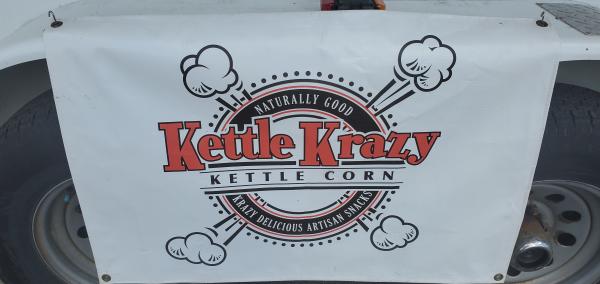 NATURALLY GOOD
Kettle Krazy
KETTLE CORN
KRAZY DELICIOUS ARTISAN SNACKS